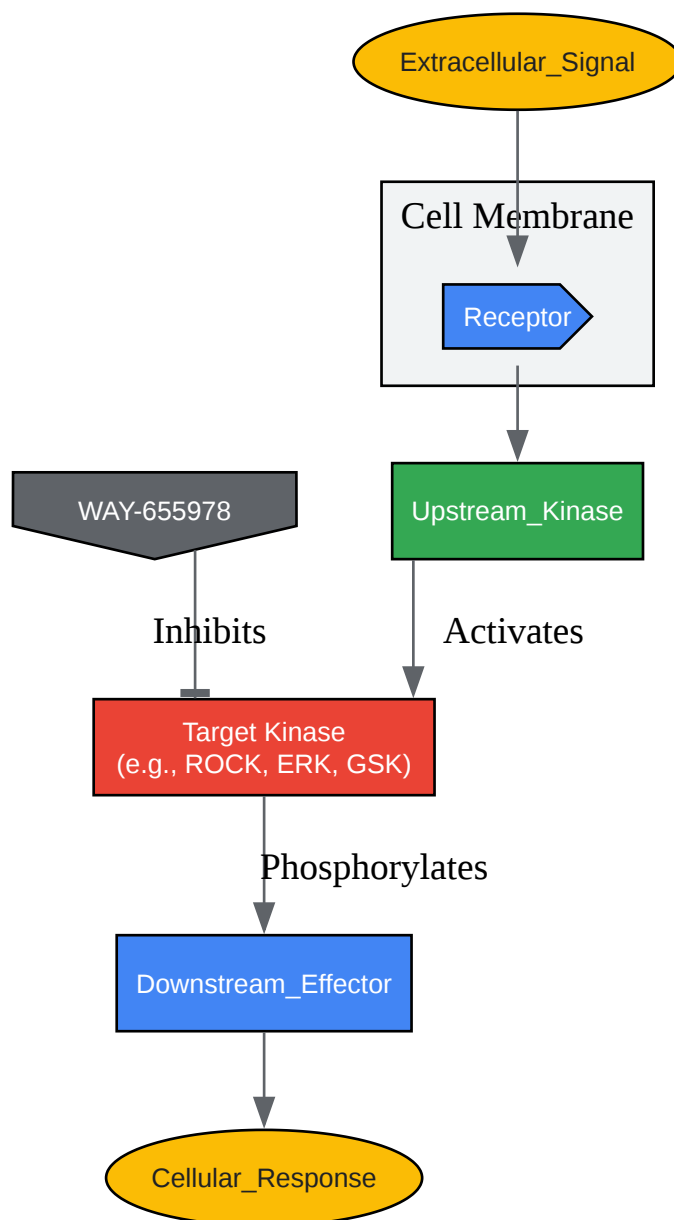 Extracellular_Signal
Cell Membrane
Receptor
WAY-655978
Upstream_Kinase
Inhibits
Activates
Target Kinase
(e.g., ROCK, ERK, GSK)
Phosphorylates
Downstream_Effector
Cellular_Response